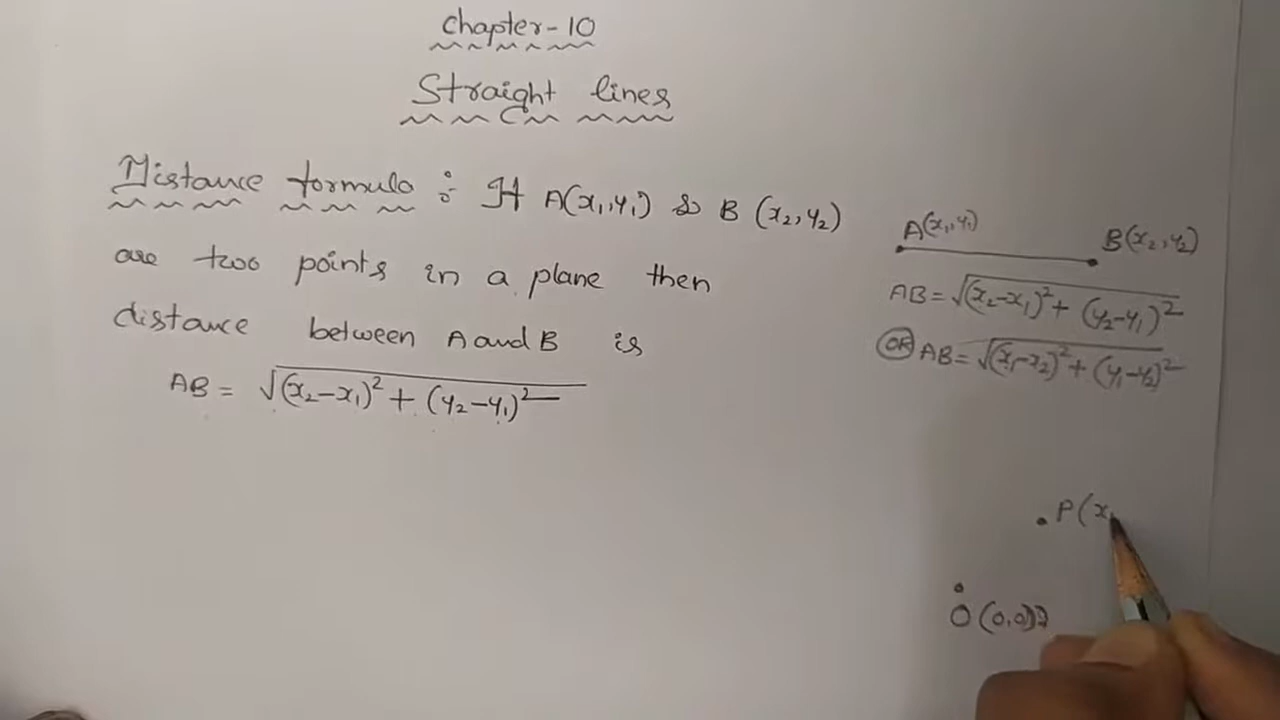 Chapter-10
Straight lines
Distance formula : If A(x₁,y₁) & B (x₂,y₂)
are two points in a plane then
distance between A and B is
AB = √(x₂-x₁)² + (y₂-y₁)²
A(x₁,y₁)
B(x₂,y₂)
AB = √(x₂-x₁)² + (y₂-y₁)²
OR AB = √(x₁-x₂)² + (y₁-y₂)²
P(x
O (0,0)